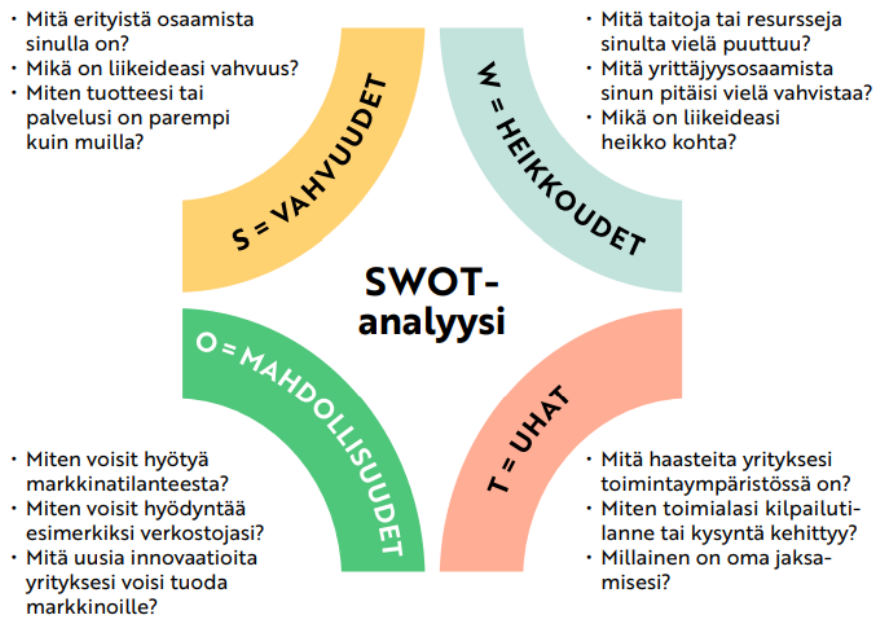 • Mitä erityistä osaamista
sinulla on?
• Mikä on liikeideasi vahvuus?
• Miten tuotteesi tai
palvelusi on parempi
kuin muilla?
S = VAHVUUDET
W = HEIKKOUDET
• Mitä taitoja tai resursseja
sinulta vielä puuttuu?
• Mitä yrittäjyysosaamista
sinun pitäisi vielä vahvistaa?
• Mikä on liikeideasi
heikko kohta?
SWOT-
analyysi
O = MAHDOLLISUUDET
T = UHAT
• Miten voisit hyötyä
markkinatilanteesta?
• Miten voisit hyödyntää
esimerkiksi verkostojasi?
• Mitä uusia innovaatioita
yrityksesi voisi tuoda
markkinoille?
• Mitä haasteita yrityksesi
toimintaympäristössä on?
• Miten toimialasi kilpailuti-
lanne tai kysyntä kehittyy?
• Millainen on oma jaksa-
misesi?